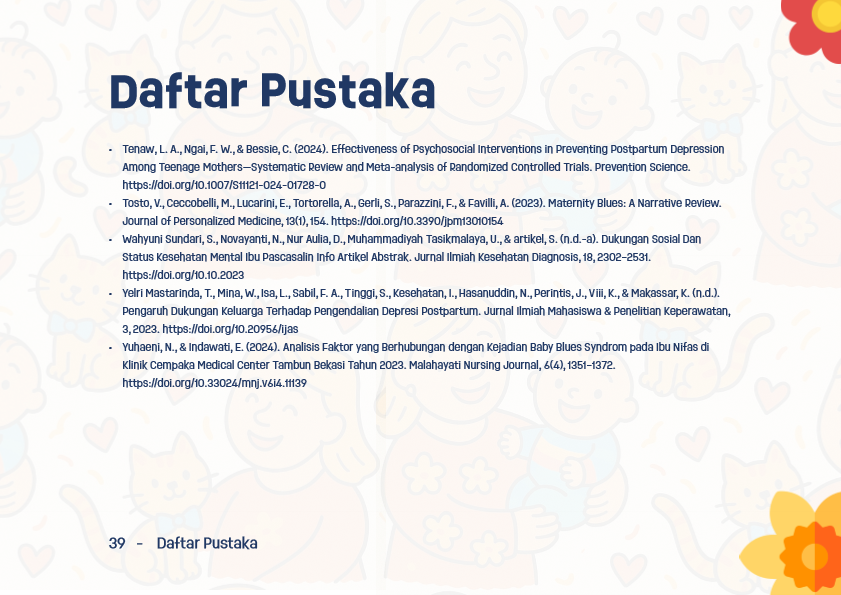 Daftar Pustaka
• Tenaw, L. A., Ngai, F. W., & Bessie, C. (2024). Effectiveness of Psychosocial Interventions in Preventing Postpartum Depression
Among Teenage Mothers—Systematic Review and Meta-analysis of Randomized Controlled Trials. Prevention Science.
https://doi.org/10.1007/S11121-024-01728-0
• Tosto, V., Ceccobelli, M., Lucarini, E., Tortorella, A., Gerli, S., Parazzini, F., & Favilli, A. (2023). Maternity Blues: A Narrative Review.
Journal of Personalized Medicine, 13(1), 154. https://doi.org/10.3390/jpm13010154
• Wahyuni Sundari, S., Novayanti, N., Nur Aulia, D., Muhammadiyah Tasikmalaya, U., & artikel, S. (n.d.-a). Dukungan Sosial Dan
Status Kesehatan Mental Ibu Pascasalin Info Artikel Abstrak. Jurnal Ilmiah Kesehatan Diagnosis, 18, 2302–2531.
https://doi.org/10.10.2023
• Yelri Mastarinda, T., Mina, W., Isa, L., Sabil, F. A., Tinggi, S., Kesehatan, I., Hasanuddin, N., Perintis, J., Viii, K., & Makassar, K. (n.d.).
Pengaruh Dukungan Keluarga Terhadap Pengendalian Depresi Postpartum. Jurnal Ilmiah Mahasiswa & Penelitian Keperawatan,
3, 2023. https://doi.org/10.20956/ijas
• Yuhaeni, N., & Indawati, E. (2024). Analisis Faktor yang Berhubungan dengan Kejadian Baby Blues Syndrom pada Ibu Nifas di
Klinik Cempaka Medical Center Tambun Bekasi Tahun 2023. Malahayati Nursing Journal, 6(4), 1351–1372.
https://doi.org/10.33024/mnj.v6i4.11139
39 - Daftar Pustaka